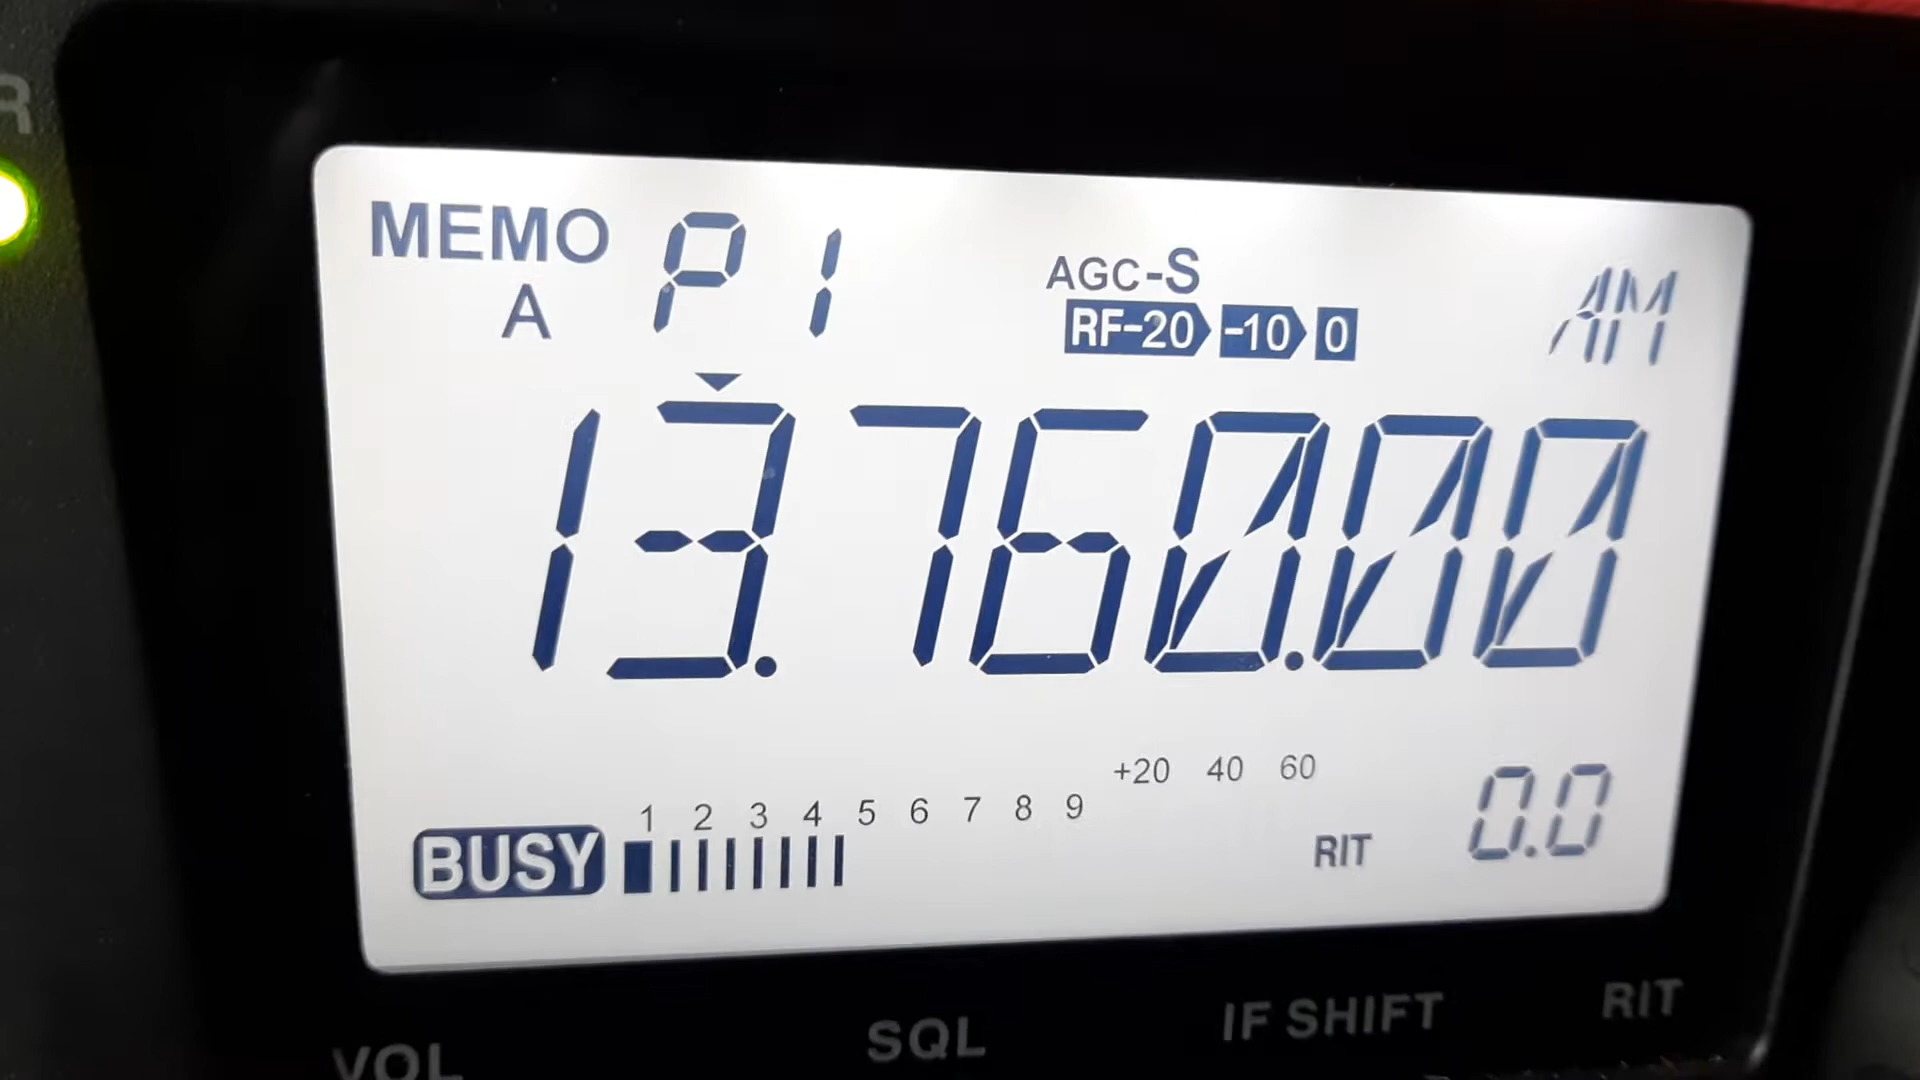 R
MEMO P1
A
AGC-S
RF-20 -10 0
AM
13.760.00
+20 40 60
1 2 3 4 5 6 7 8 9
BUSY
RIT 0.0
VOL SQL IF SHIFT RIT